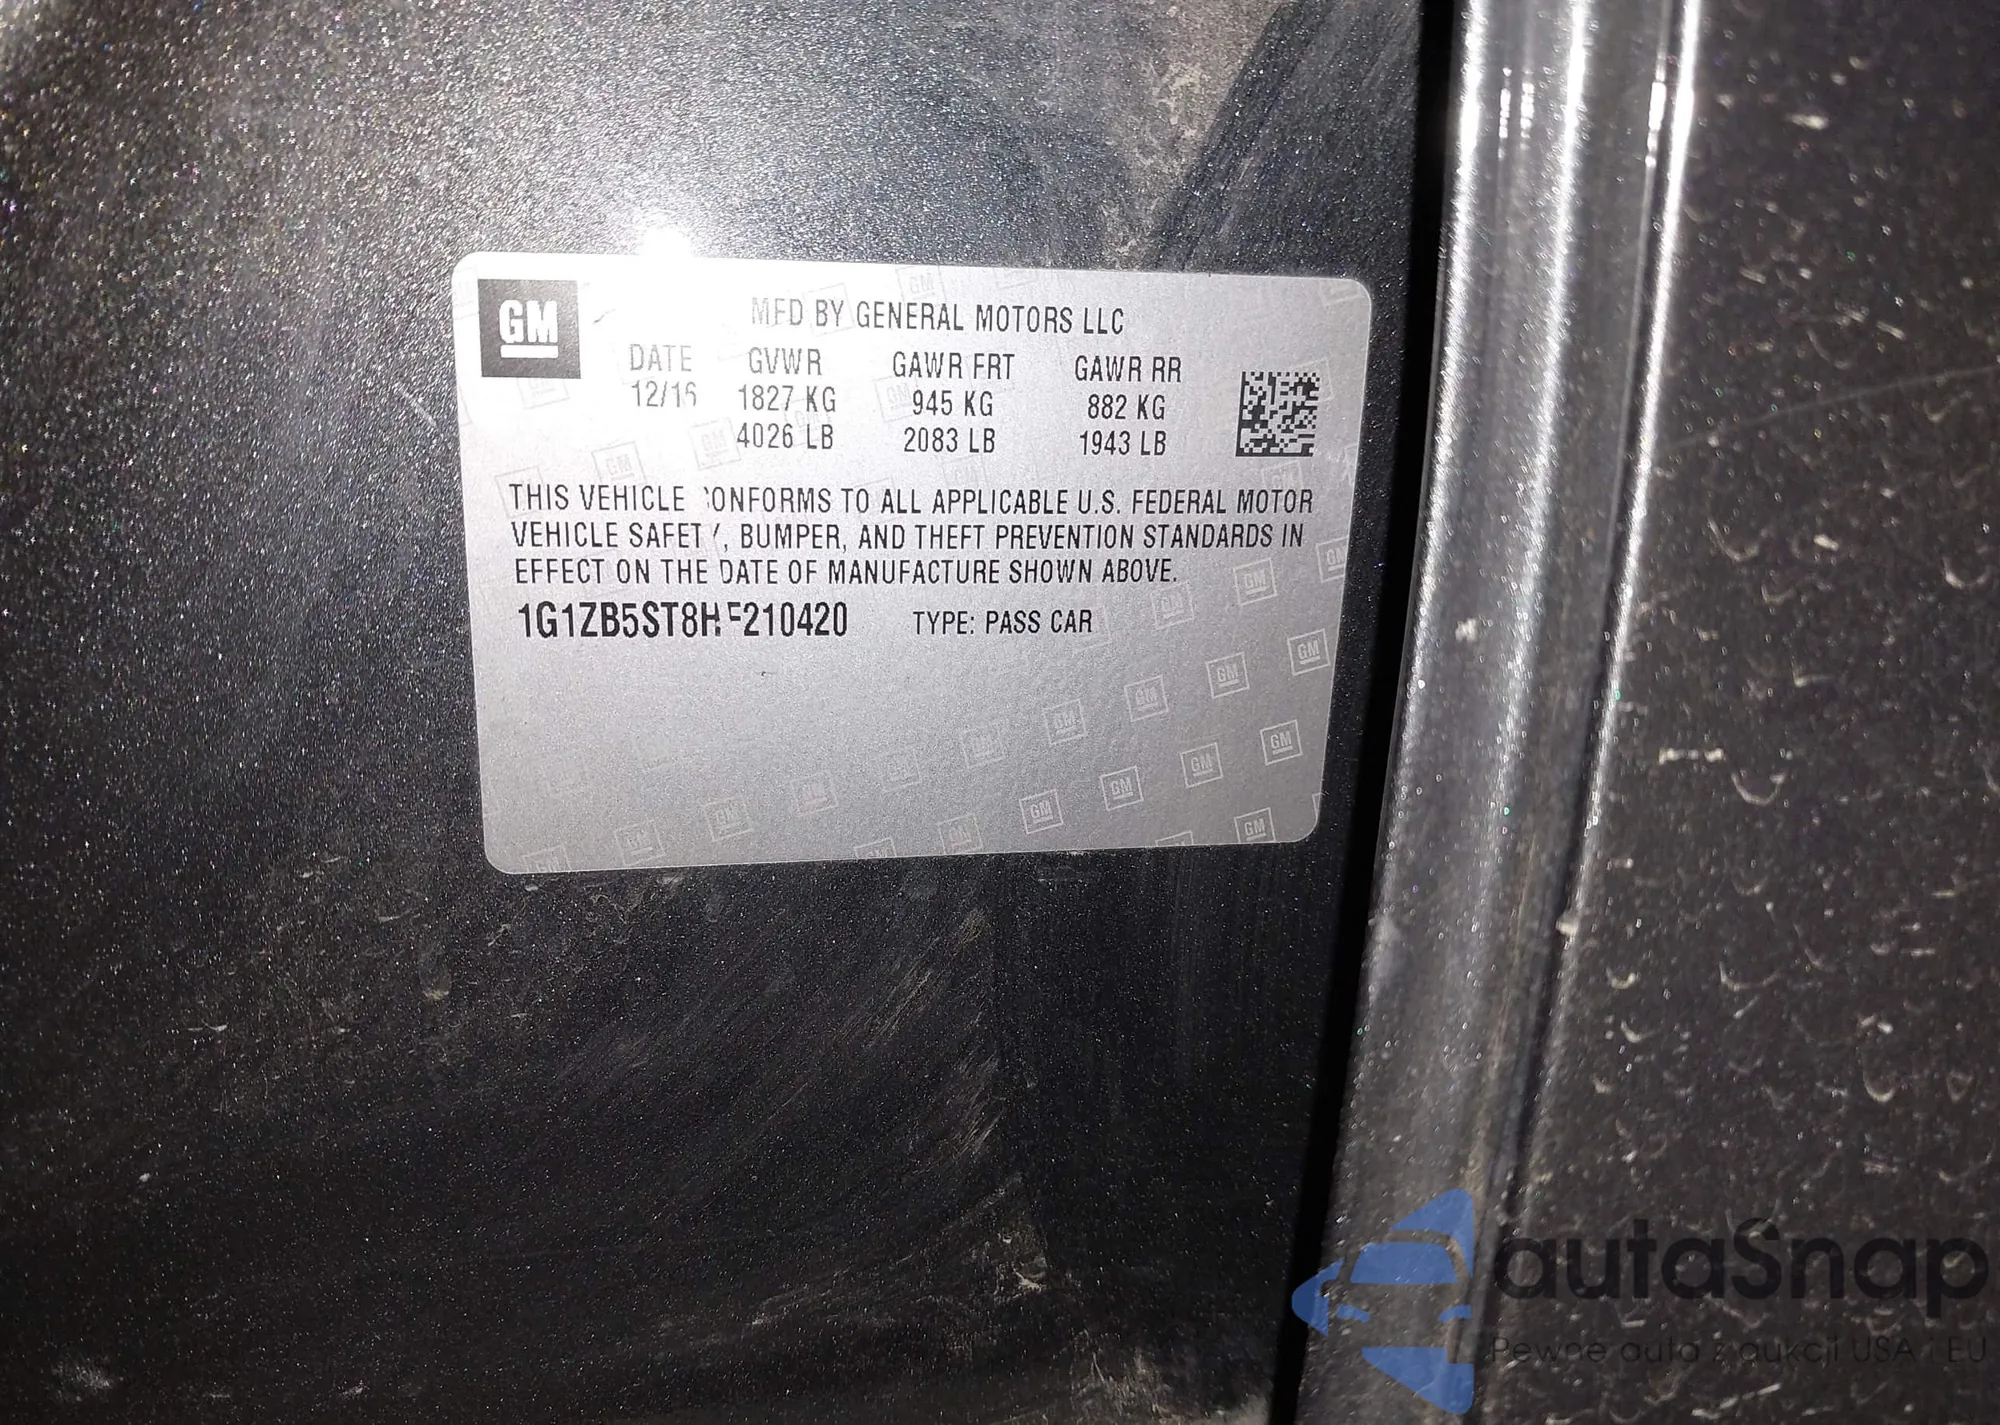 GM
MFD BY GENERAL MOTORS LLC
DATE GVWR GAWR FRT GAWR RR
1827 KG 945 KG 882 KG
4026 LB 2083 LB 1943 LB
THIS VEHICLE CONFORMS TO ALL APPLICABLE U.S. FEDERAL MOTOR
VEHICLE SAFETY, BUMPER, AND THEFT PREVENTION STANDARDS IN
EFFECT ON THE DATE OF MANUFACTURE SHOWN ABOVE.
1G1ZB5ST8HF210420 TYPE: PASS CAR
autaSnap
Pewne auta z aukcji USA i EU